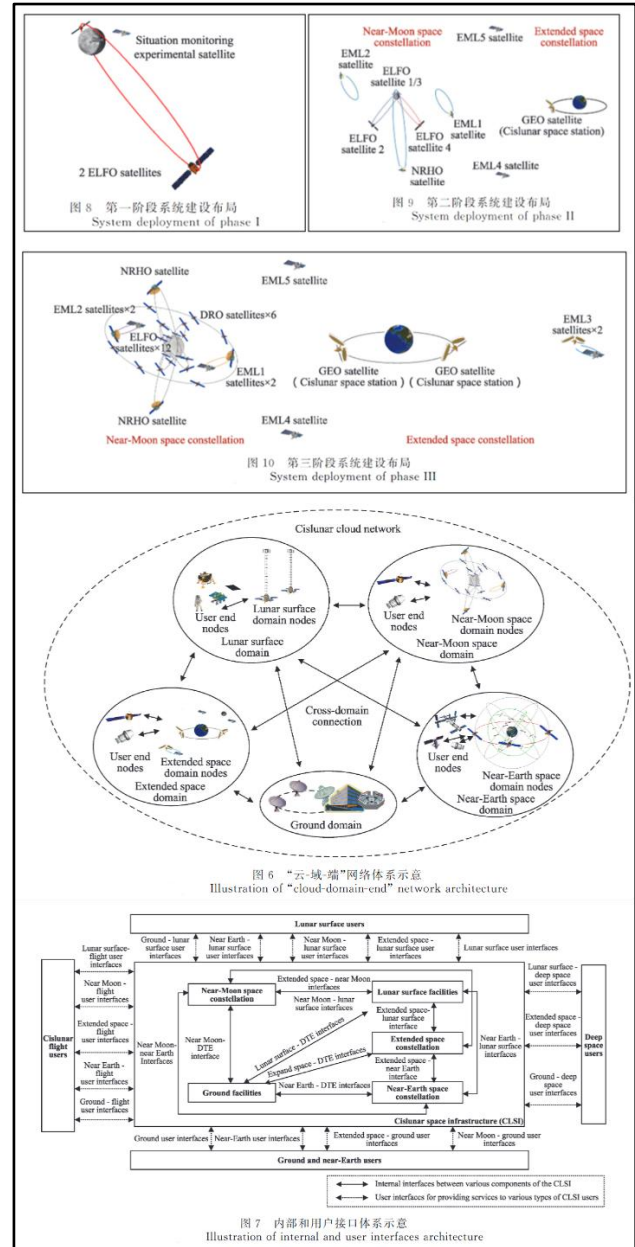 Situation monitoring
experimental satellite
2 ELFO satellites
图 8 第一阶段系统建设布局
System deployment of phase I
Near-Moon space
constellation
EML5
satellite
Extended space
constellation
EML2
satellite
ELFO
satellite 1/3
ELFO
satellite 2
ELFO
satellite 4
EML1
satellite
GEO satellite
(Cislunar space station)
NRHO
satellite
EML4
satellite
图 9 第二阶段系统建设布局
System deployment of phase II
NRHO satellite
EML5
satellite
EML2 satellites×2
DRO satellites×6
ELFO
satellites×12
EML1
satellites×2
EML3
satellites×2
GEO satellite
(Cislunar space station)
GEO satellite
(Cislunar space station)
NRHO
satellite
EML4
satellite
Near-Moon space constellation
Extended space constellation
图 10 第三阶段系统建设布局
System deployment of phase III
Cislunar cloud network
User end
nodes
Lunar surface
domain nodes
Lunar surface
domain
User end
nodes
Near-Moon space
domain nodes
Near-Moon space
domain
Cross-domain
connection
User end
nodes
Extended space
domain nodes
Extended space
domain
User end
nodes
Near-Earth space
domain nodes
Near-Earth space
domain
Ground domain
图 6 “云-域-端”网络体系示意
Illustration of “cloud-domain-end” network architecture
Lunar surface users
Ground - lunar
surface user
interfaces
Near Earth -
lunar surface
user interfaces
Near Moon -
lunar surface
user interfaces
Extended space -
lunar surface
user interfaces
Lunar surface user interfaces
Cislunar
flight users
Lunar surface-
flight user
interfaces
Near Moon -
flight user
interfaces
Extended space -
flight user
interfaces
Near Earth -
flight user
interfaces
Ground - flight
user interfaces
Near-Moon space
constellation
Extended space - near Moon
interfaces
Near Moon - lunar surface
interfaces
Lunar surface facilities
Near Moon-
near Earth
Interfaces
Near Moon-
DTE
interface
Lunar surface - DTE interfaces
Extended space-
lunar surface
interface
Extended space
constellation
Expand space - DTE interfaces
Extended space
- near Earth
interface
Near Earth -
lunar surface
interfaces
Ground facilities
Near Earth - DTE interfaces
Near-Earth space
constellation
Cislunar space infrastructure (CLSI)
Lunar surface -
deep space
user interfaces
Extended space -
deep space
user interfaces
Ground - deep
space user
interfaces
Deep space
users
Ground user interfaces
Near-Earth user interfaces
Extended space - ground user
interfaces
Near Moon - ground user
interfaces
Ground and near-Earth users
Internal interfaces between various components of the CLSI
User interfaces for providing services to various types of CLSI users
图 7 内部和用户接口体系示意
Illustration of internal and user interfaces architecture